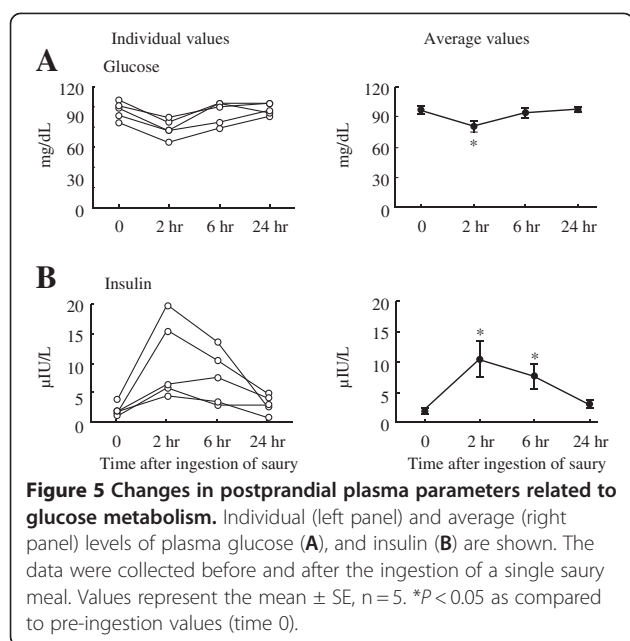 Individual values
Average values
A
Glucose
120
90
60
30
0
mg/dL
0 2 hr 6 hr 24 hr
120
90
60
30
0
mg/dL
*
0 2 hr 6 hr 24 hr
B
Insulin
20
15
10
5
0
µIU/L
0 2 hr 6 hr 24 hr
Time after ingestion of saury
20
15
10
5
0
µIU/L
* *
0 2 hr 6 hr 24 hr
Time after ingestion of saury
Figure 5 Changes in postprandial plasma parameters related to
glucose metabolism. Individual (left panel) and average (right
panel) levels of plasma glucose (A), and insulin (B) are shown. The
data were collected before and after the ingestion of a single saury
meal. Values represent the mean ± SE, n = 5. *P < 0.05 as compared
to pre-ingestion values (time 0).